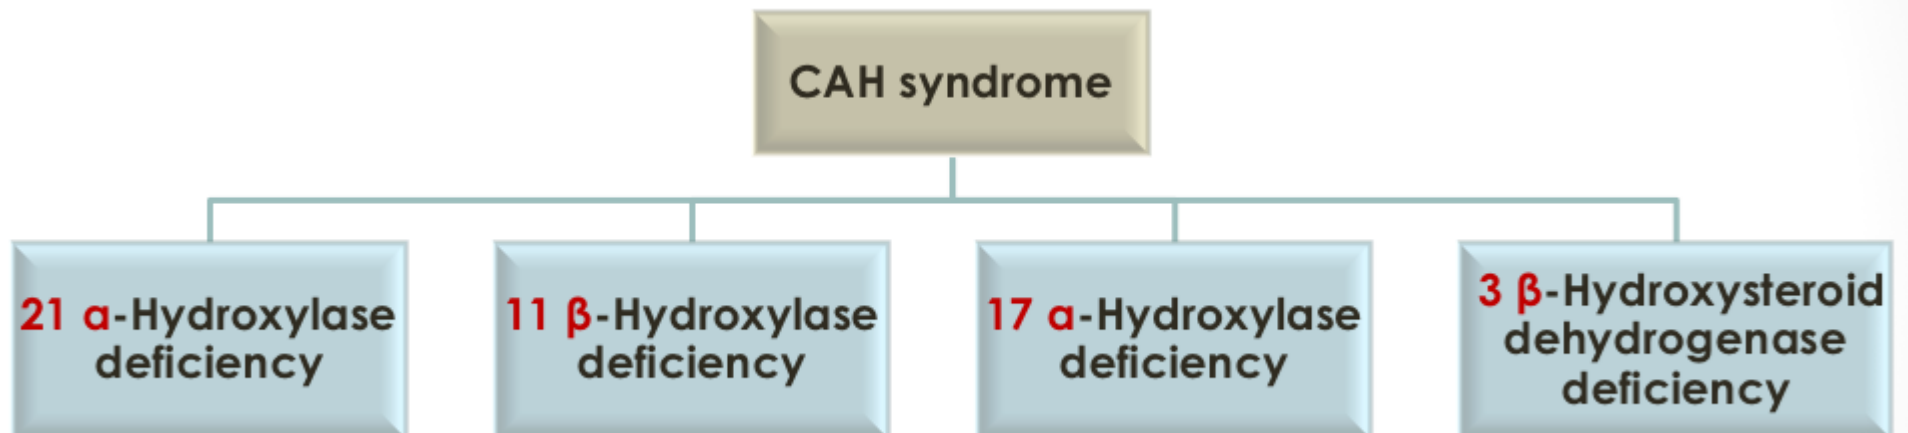 CAH syndrome
21 α-Hydroxylase
deficiency
11 β-Hydroxylase
deficiency
17 α-Hydroxylase
deficiency
3 β-Hydroxysteroid
dehydrogenase
deficiency